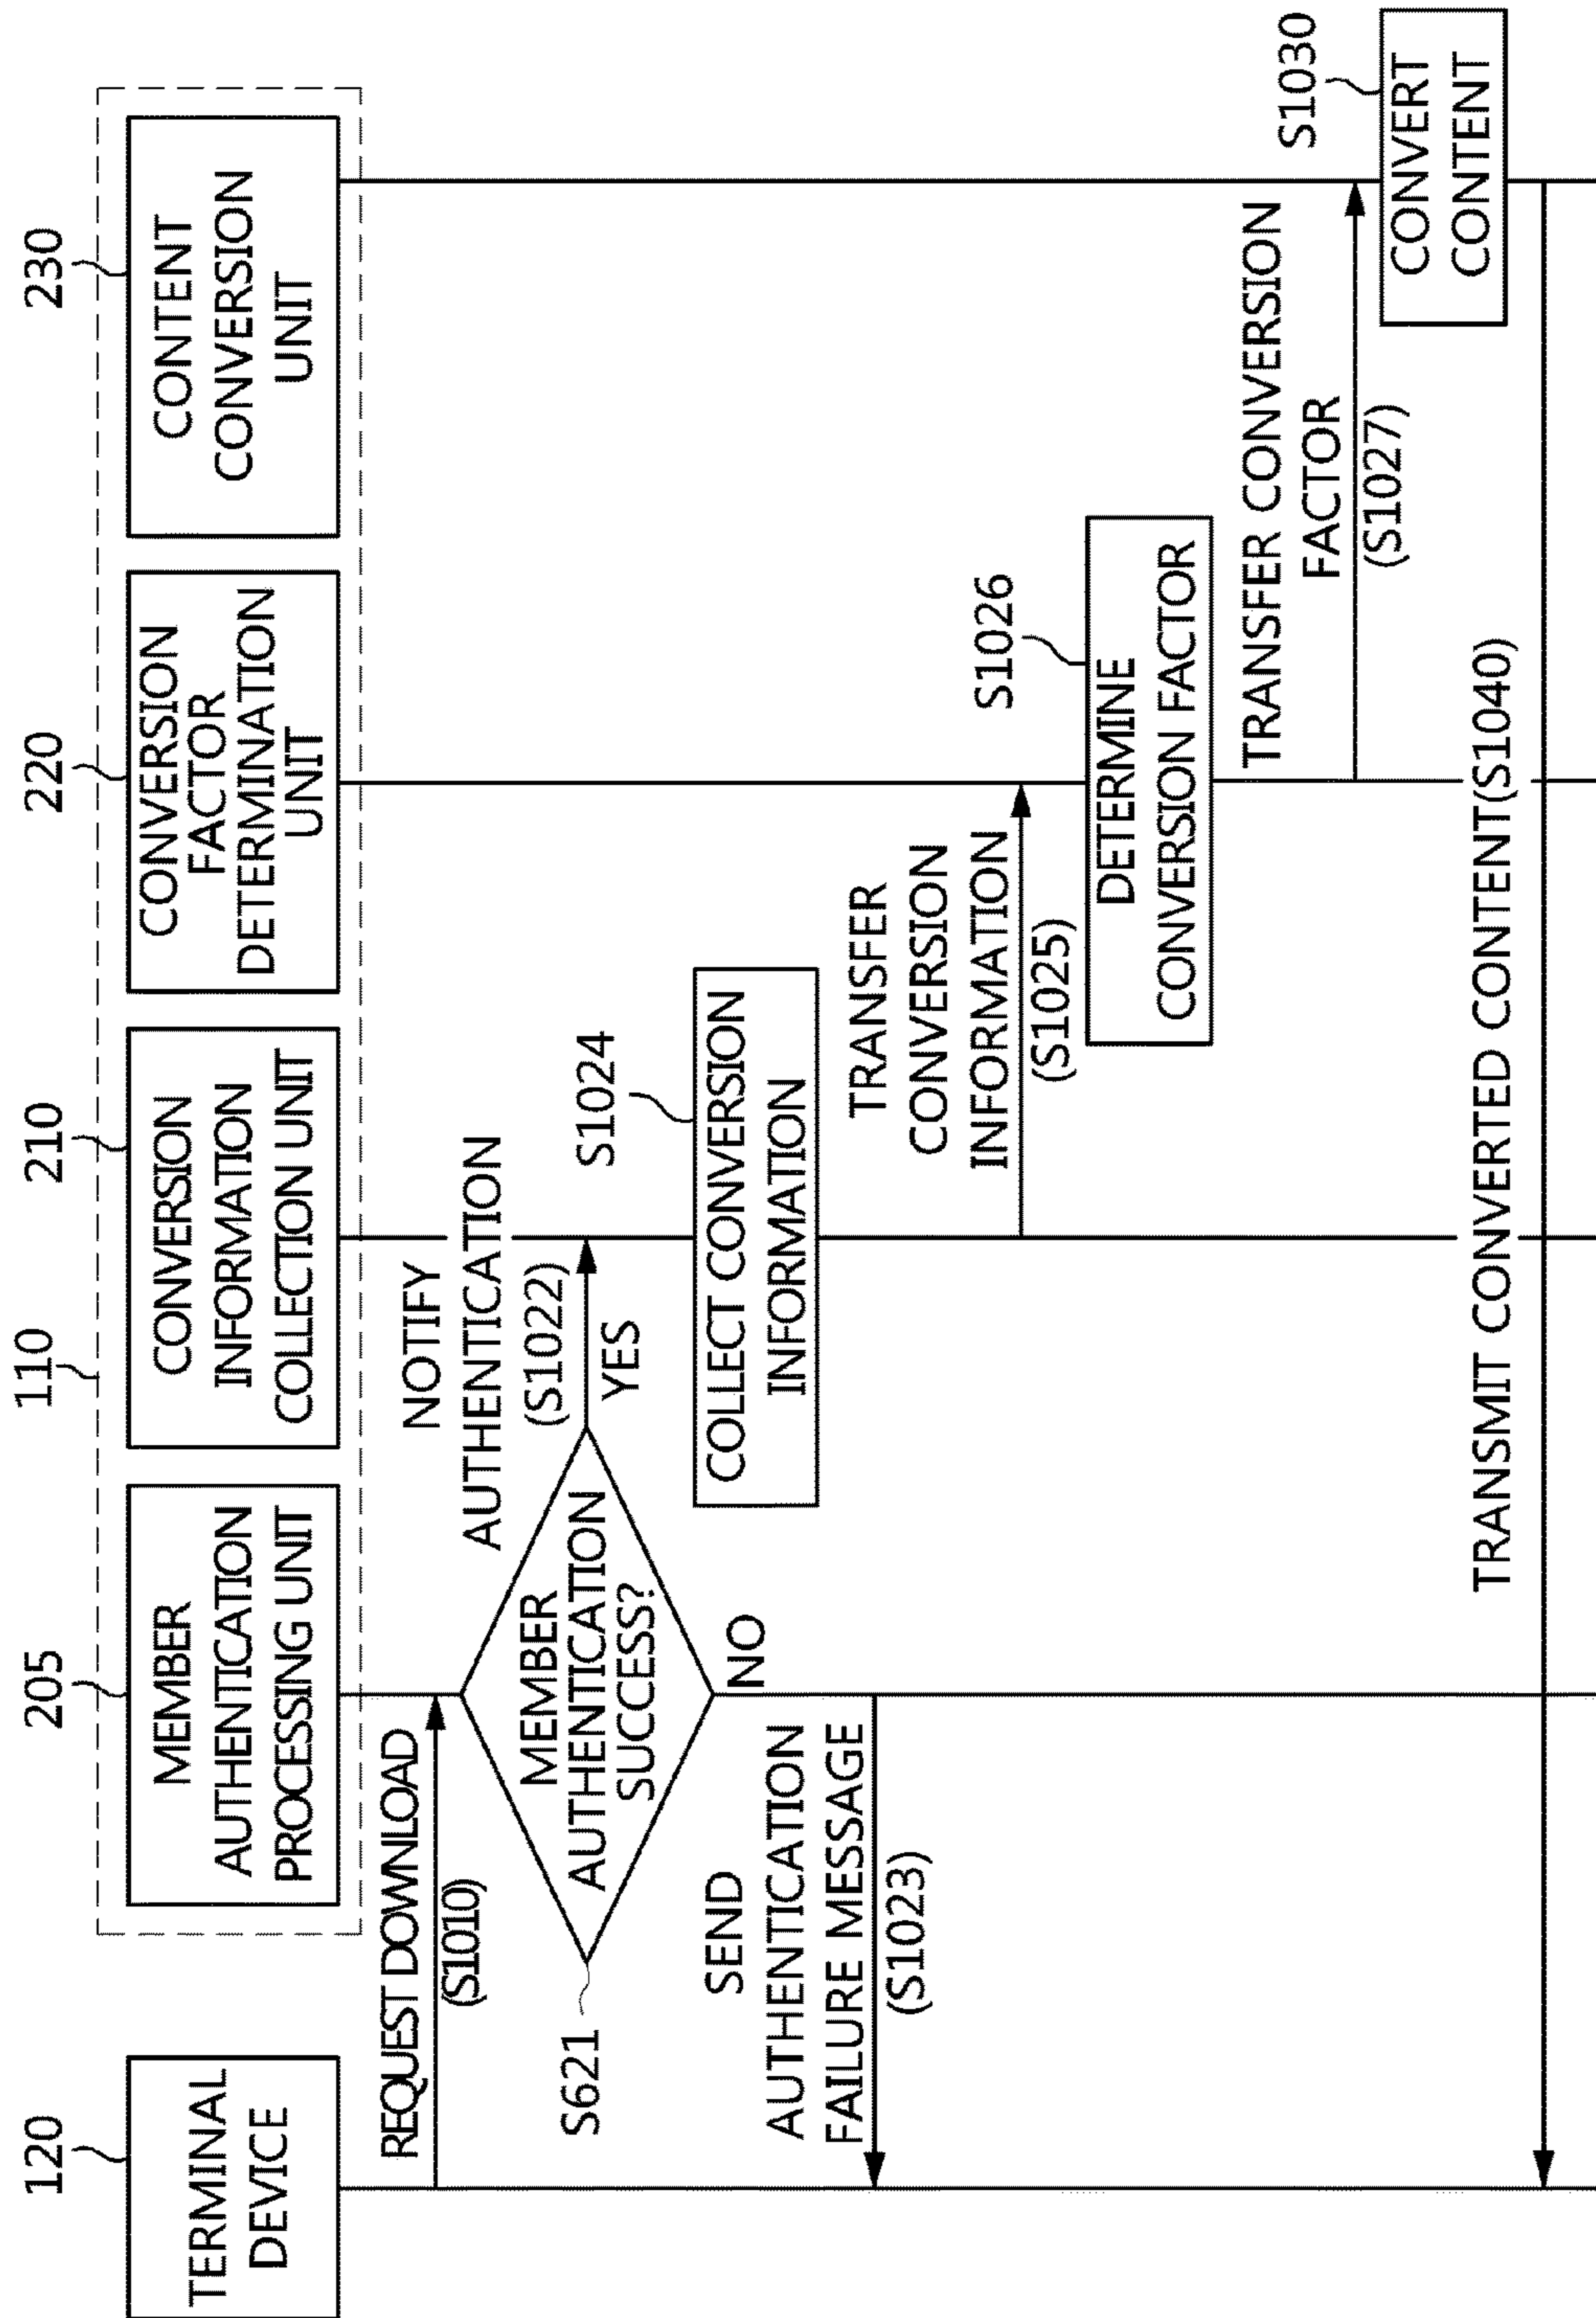 110
120
205
210
220
230
TERMINAL
DEVICE
MEMBER
AUTHENTICATION
PROCESSING UNIT
CONVERSION
INFORMATION
COLLECTION UNIT
CONVERSION
FACTOR
DETERMINATION
UNIT
CONTENT
CONVERSION
UNIT
REQUEST DOWNLOAD
(S1010)
S621
MEMBER
AUTHENTICATION
SUCCESS?
NOTIFY
AUTHENTICATION
(S1022)
YES
NO
SEND
AUTHENTICATION
FAILURE MESSAGE
(S1023)
S1024
COLLECT CONVERSION
INFORMATION
TRANSFER
CONVERSION
INFORMATION
(S1025)
S1026
DETERMINE
CONVERSION FACTOR
TRANSFER CONVERSION
FACTOR
(S1027)
S1030
CONVERT
CONTENT
TRANSMIT CONVERTED CONTENT(S1040)